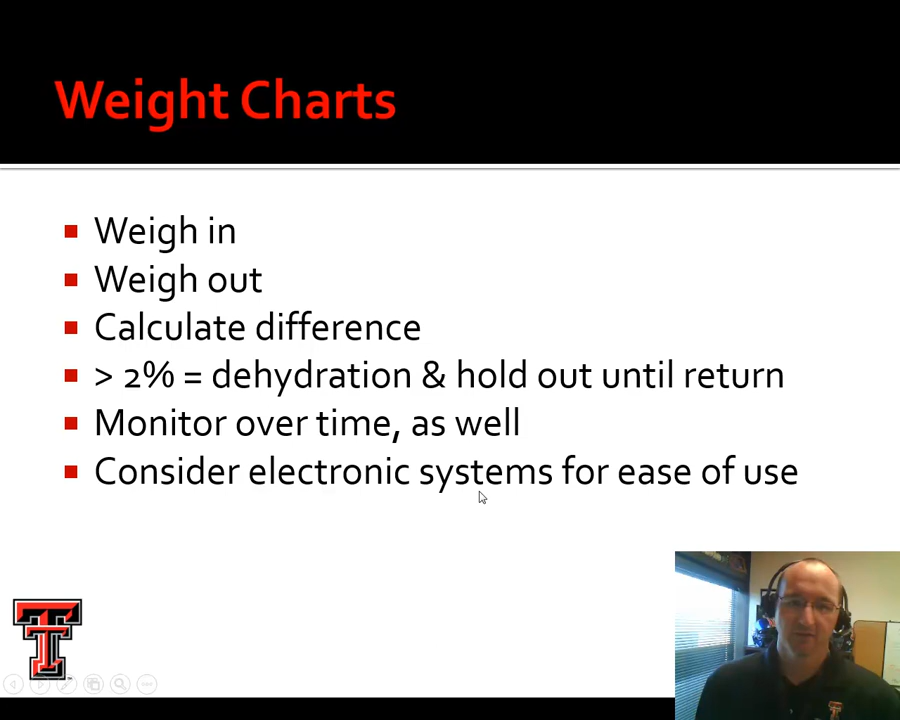 Weight Charts
Weigh in
Weigh out
Calculate difference
> 2% = dehydration & hold out until return
Monitor over time, as well
Consider electronic systems for ease of use